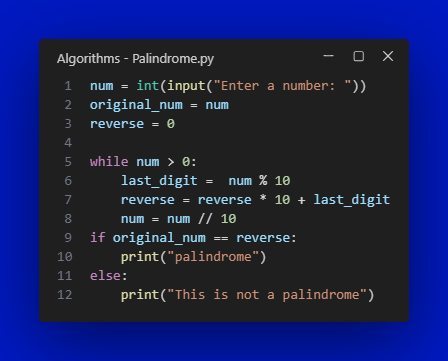 Algorithms - Palindrome.py
1 num = int(input("Enter a number: "))
2 original_num = num
3 reverse = 0
4
5 while num > 0:
6     last_digit =  num % 10
7     reverse = reverse * 10 + last_digit
8     num = num // 10
9 if original_num == reverse:
10     print("palindrome")
11 else:
12     print("This is not a palindrome")